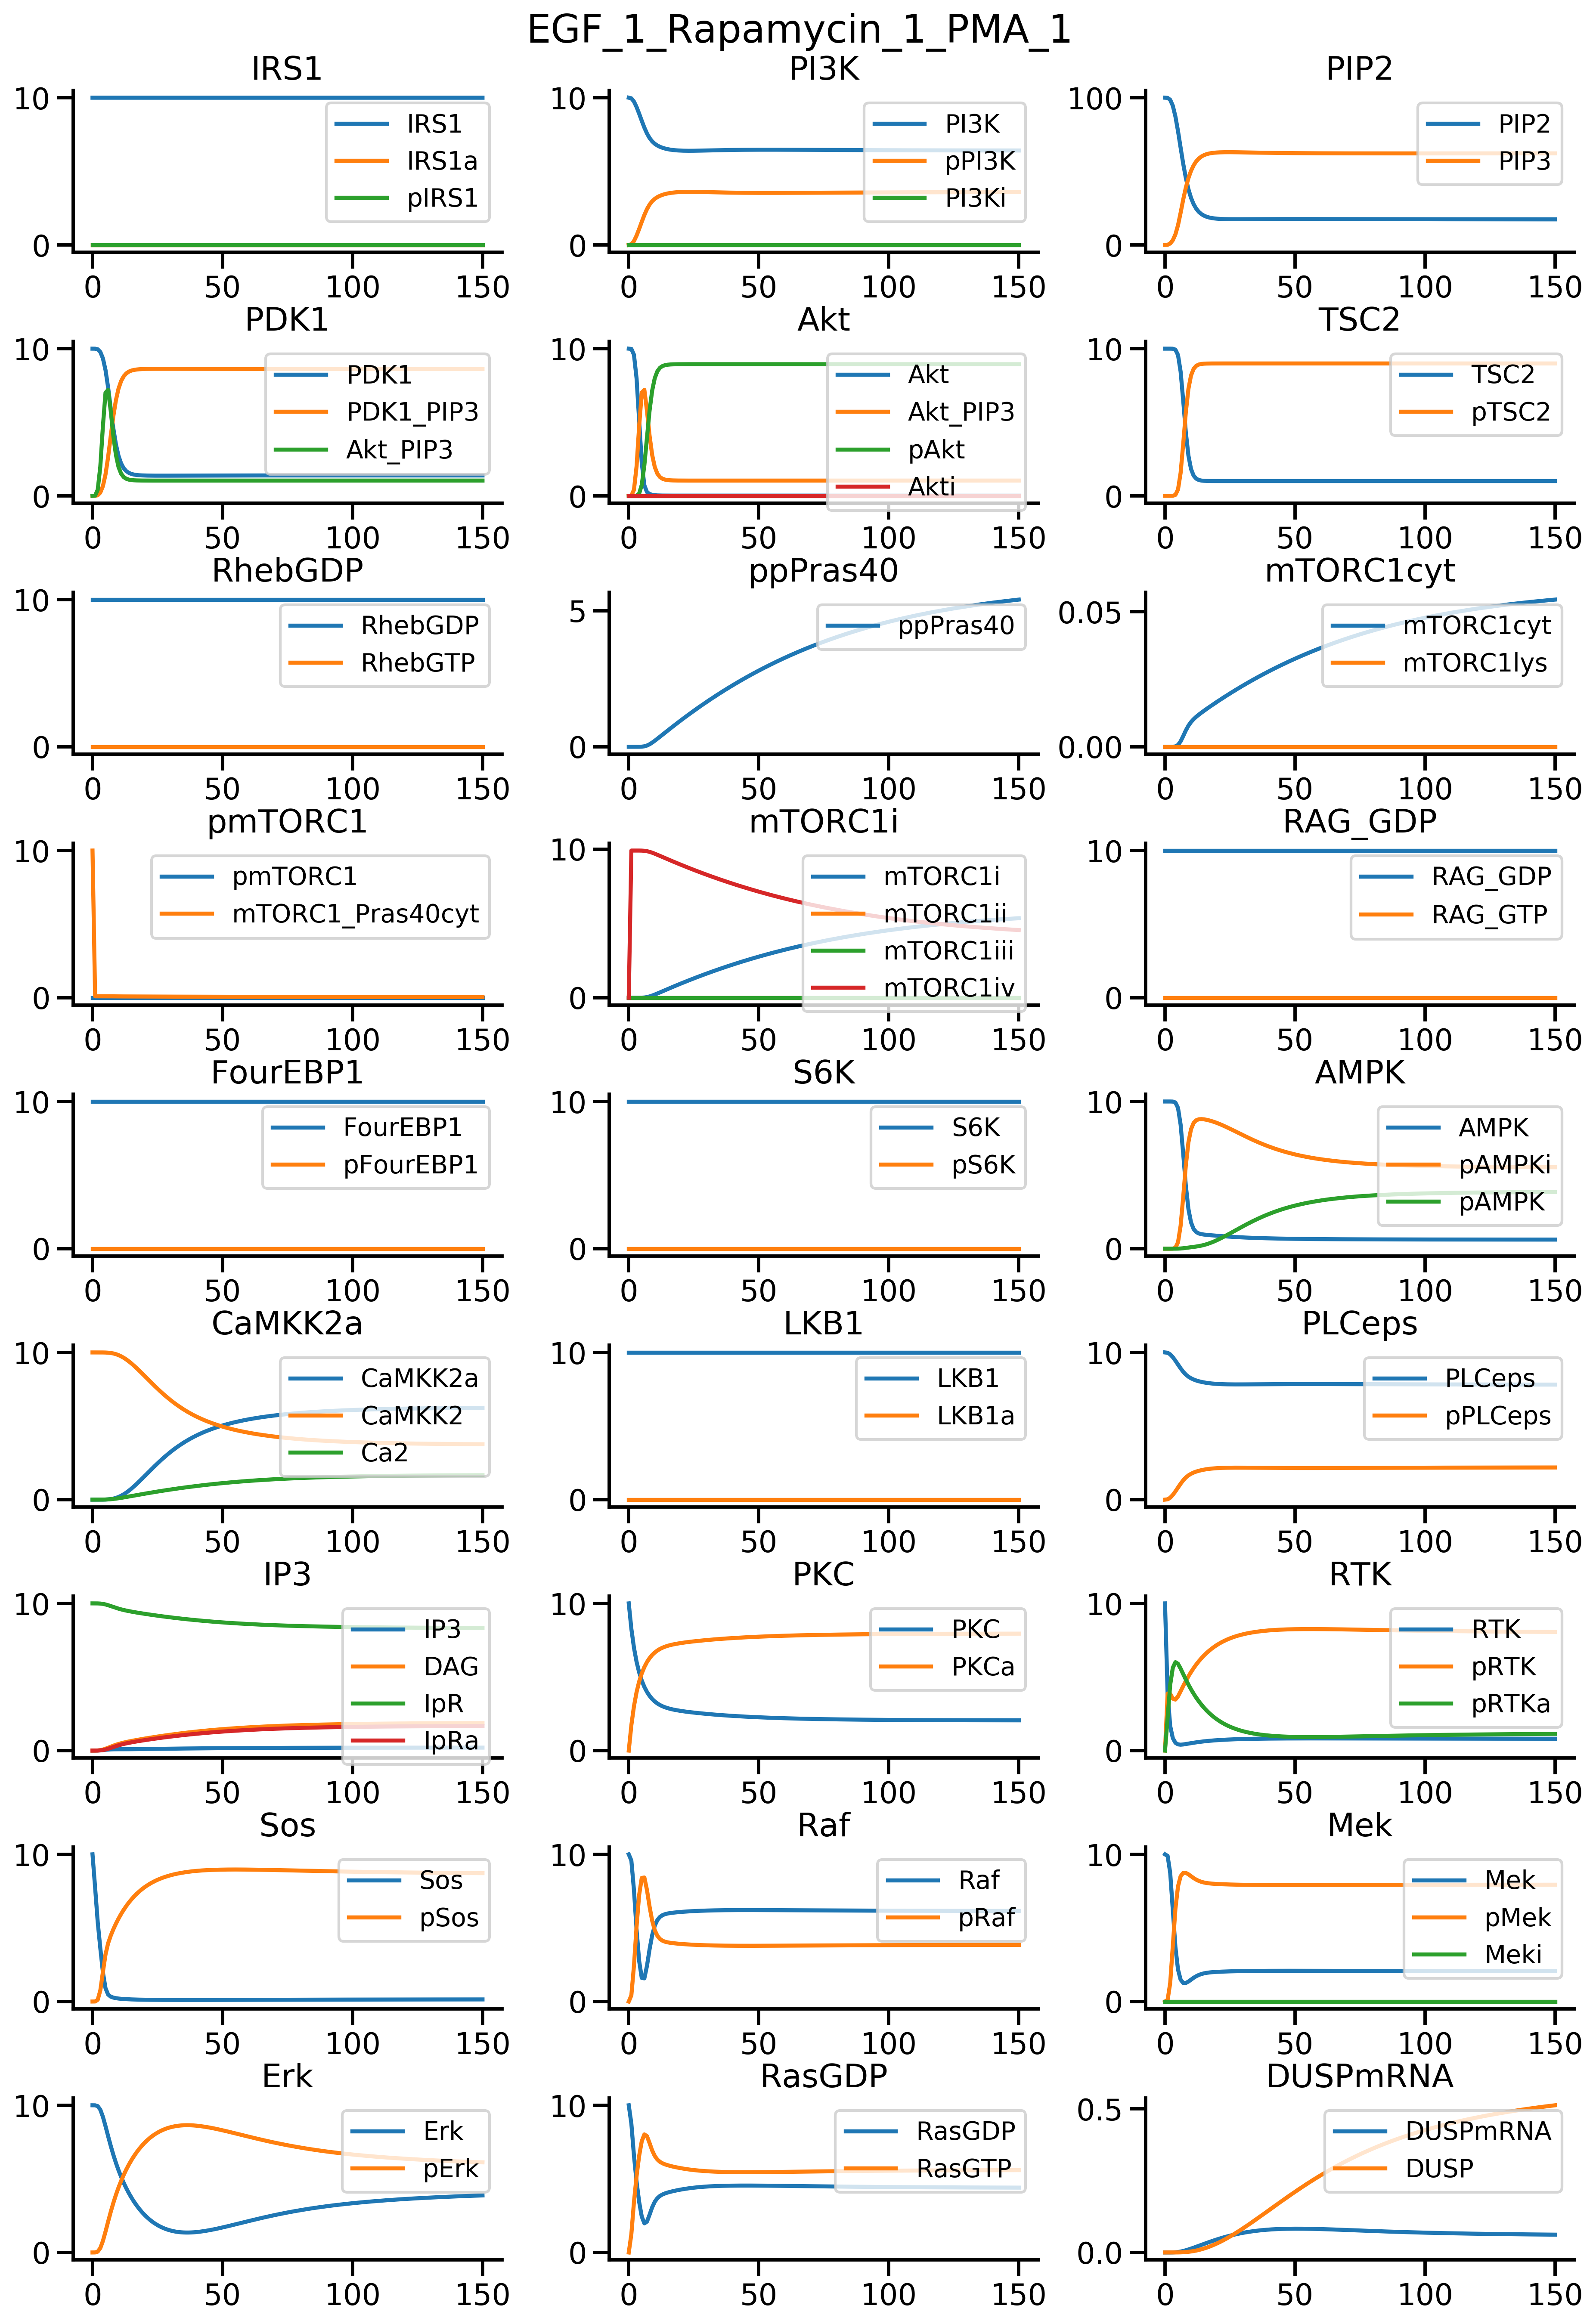 EGF_1_Rapamycin_1_PMA_1
IRS1
10
0
0 50 100 150
IRS1
IRS1a
pIRS1
PI3K
10
0
0 50 100 150
PI3K
pPI3K
PI3Ki
PIP2
100
0
0 50 100 150
PIP2
PIP3
PDK1
10
0
0 50 100 150
PDK1
PDK1_PIP3
Akt_PIP3
Akt
10
0
0 50 100 150
Akt
Akt_PIP3
pAkt
Akti
TSC2
10
0
0 50 100 150
TSC2
pTSC2
RhebGDP
10
0
0 50 100 150
RhebGDP
RhebGTP
ppPras40
5
0
0 50 100 150
ppPras40
mTORC1cyt
0.05
0.00
0 50 100 150
mTORC1cyt
mTORC1lys
pmTORC1
10
0
0 50 100 150
pmTORC1
mTORC1_Pras40cyt
mTORC1i
10
0
0 50 100 150
mTORC1i
mTORC1ii
mTORC1iii
mTORC1iv
RAG_GDP
10
0
0 50 100 150
RAG_GDP
RAG_GTP
FourEBP1
10
0
0 50 100 150
FourEBP1
pFourEBP1
S6K
10
0
0 50 100 150
S6K
pS6K
AMPK
10
0
0 50 100 150
AMPK
pAMPKi
pAMPK
CaMKK2a
10
0
0 50 100 150
CaMKK2a
CaMKK2
Ca2
LKB1
10
0
0 50 100 150
LKB1
LKB1a
PLCeps
10
0
0 50 100 150
PLCeps
pPLCeps
IP3
10
0
0 50 100 150
IP3
DAG
IpR
IpRa
PKC
10
0
0 50 100 150
PKC
PKCa
RTK
10
0
0 50 100 150
RTK
pRTK
pRTKa
Sos
10
0
0 50 100 150
Sos
pSos
Raf
10
0
0 50 100 150
Raf
pRaf
Mek
10
0
0 50 100 150
Mek
pMek
Meki
Erk
10
0
0 50 100 150
Erk
pErk
RasGDP
10
0
0 50 100 150
RasGDP
RasGTP
DUSPmRNA
0.5
0.0
0 50 100 150
DUSPmRNA
DUSP